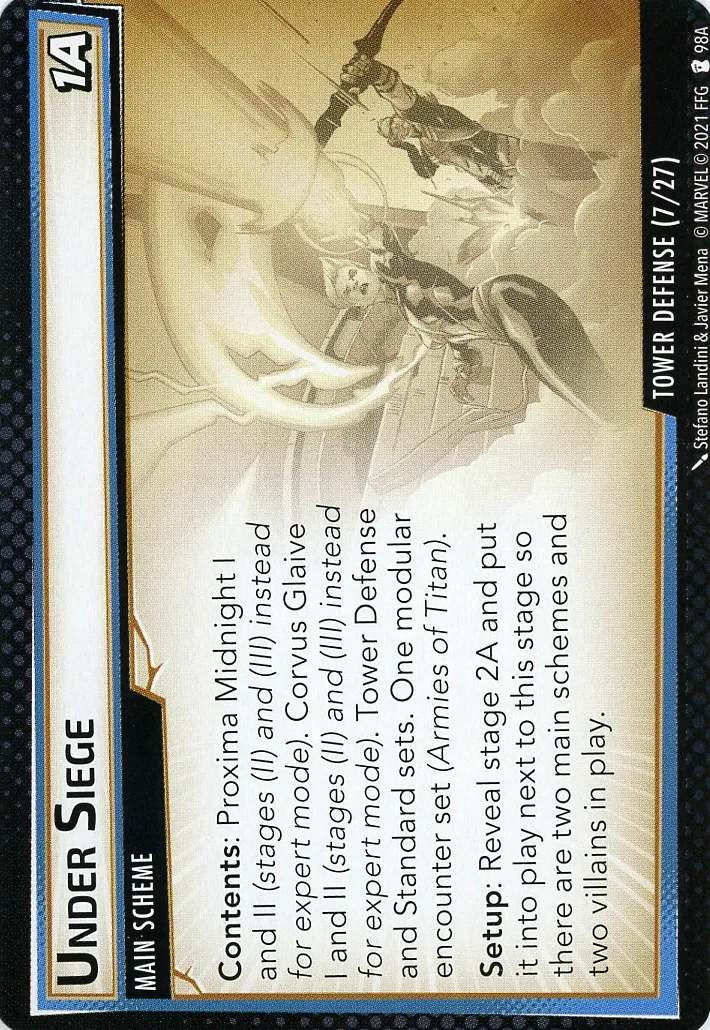 UNDER SIEGE
1A
MAIN SCHEME
Contents: Proxima Midnight I
and II (stages (II) and (III) instead
for expert mode). Corvus Glaive
I and II (stages (II) and (III) instead
for expert mode). Tower Defense
and Standard sets. One modular
encounter set (Armies of Titan).
Setup: Reveal stage 2A and put
it into play next to this stage so
there are two main schemes and
two villains in play.
TOWER DEFENSE (7/27)
Stefano Landini & Javier Mena © MARVEL © 2021 FFG 98A